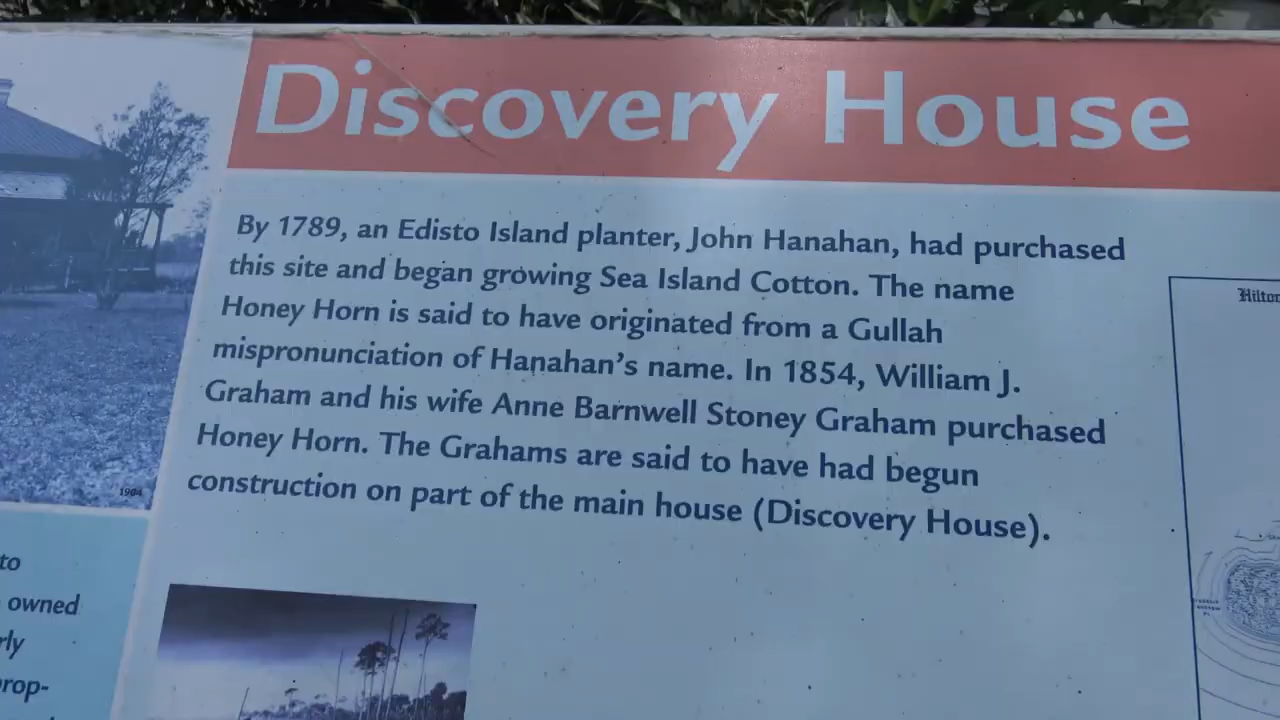 Discovery House
By 1789, an Edisto Island planter, John Hanahan, had purchased
this site and began growing Sea Island Cotton. The name
Honey Horn is said to have originated from a Gullah
mispronunciation of Hanahan's name. In 1854, William J.
Graham and his wife Anne Barnwell Stoney Graham purchased
Honey Horn. The Grahams are said to have had begun
construction on part of the main house (Discovery House).
1904
to
owned
rly
rop-
Hilton